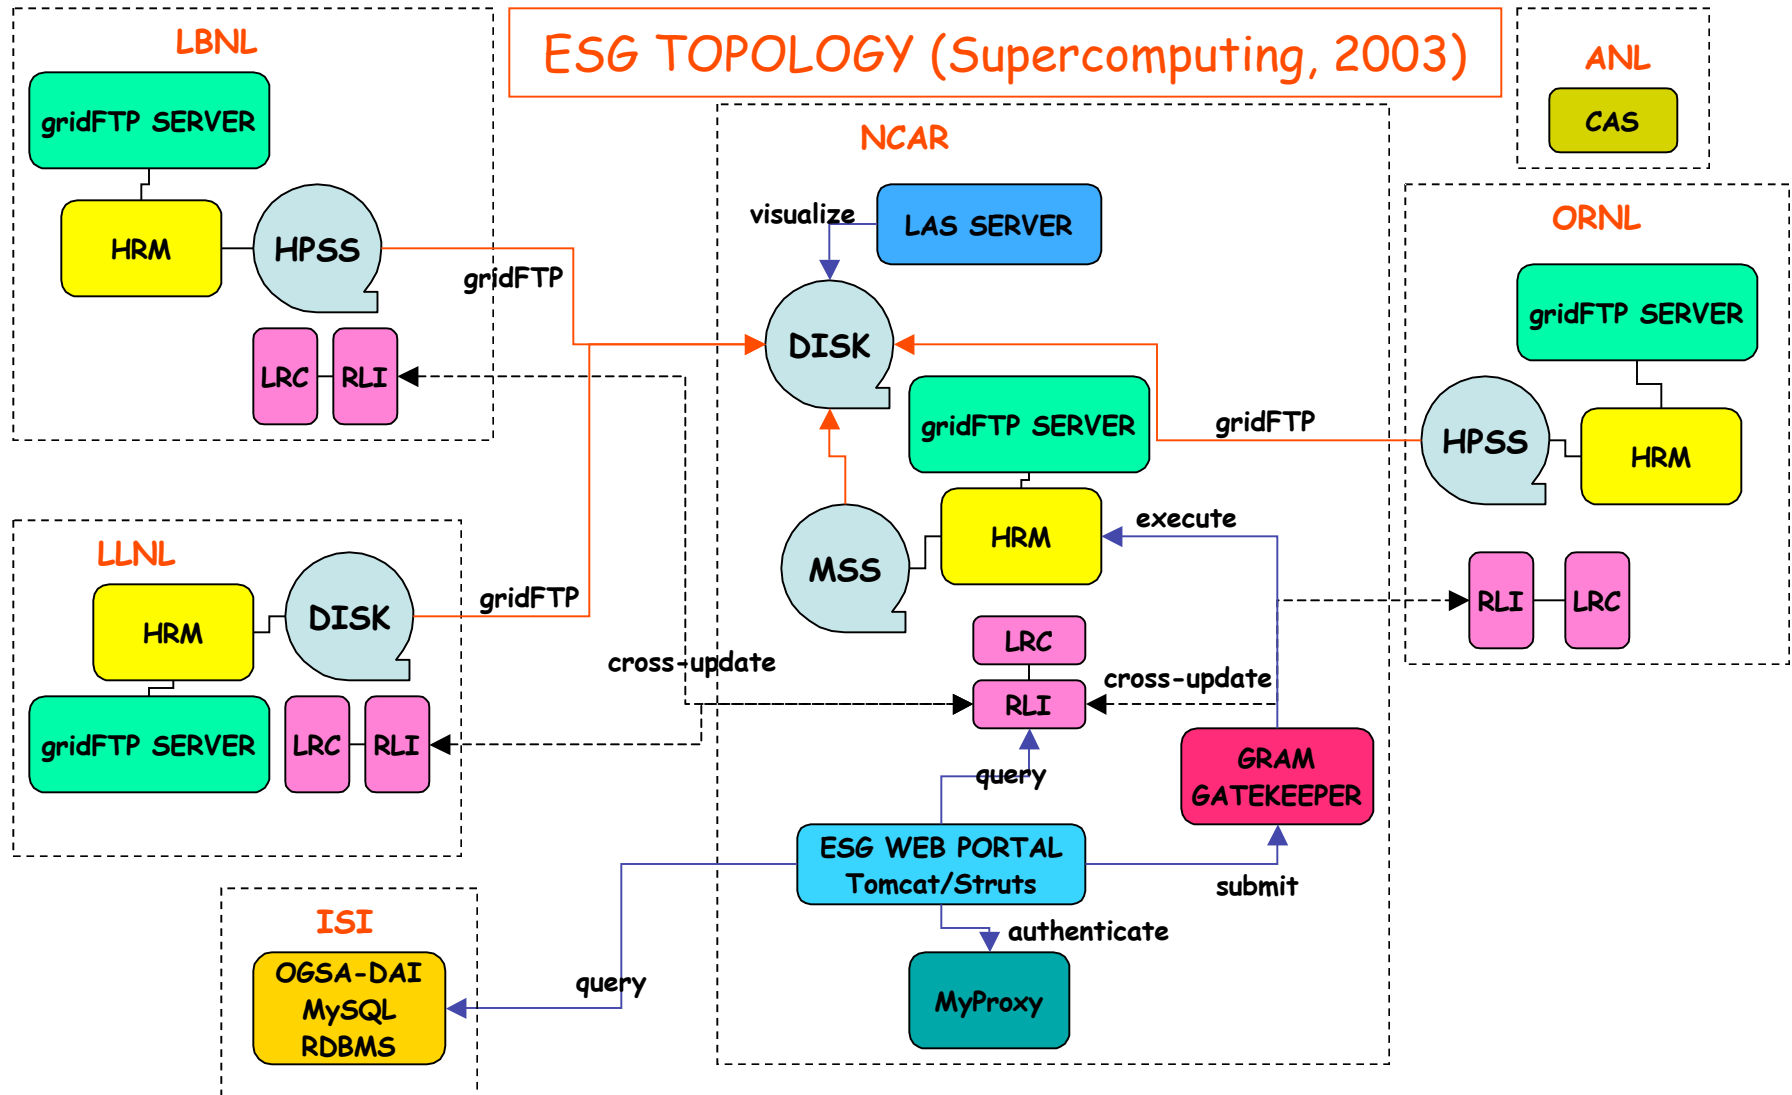 ESG TOPOLOGY (Supercomputing, 2003)
LBNL
gridFTP SERVER
HRM
HPSS
gridFTP
LRC
RLI
ANL
CAS
NCAR
visualize
LAS SERVER
DISK
gridFTP SERVER
HRM
MSS
execute
LRC
RLI
cross-update
cross-update
query
GRAM
GATEKEEPER
ESG WEB PORTAL
Tomcat/Struts
submit
authenticate
MyProxy
ORNL
gridFTP SERVER
gridFTP
HPSS
HRM
RLI
LRC
LLNL
HRM
DISK
gridFTP
gridFTP SERVER
LRC
RLI
ISI
OGSA-DAI
MySQL
RDBMS
query